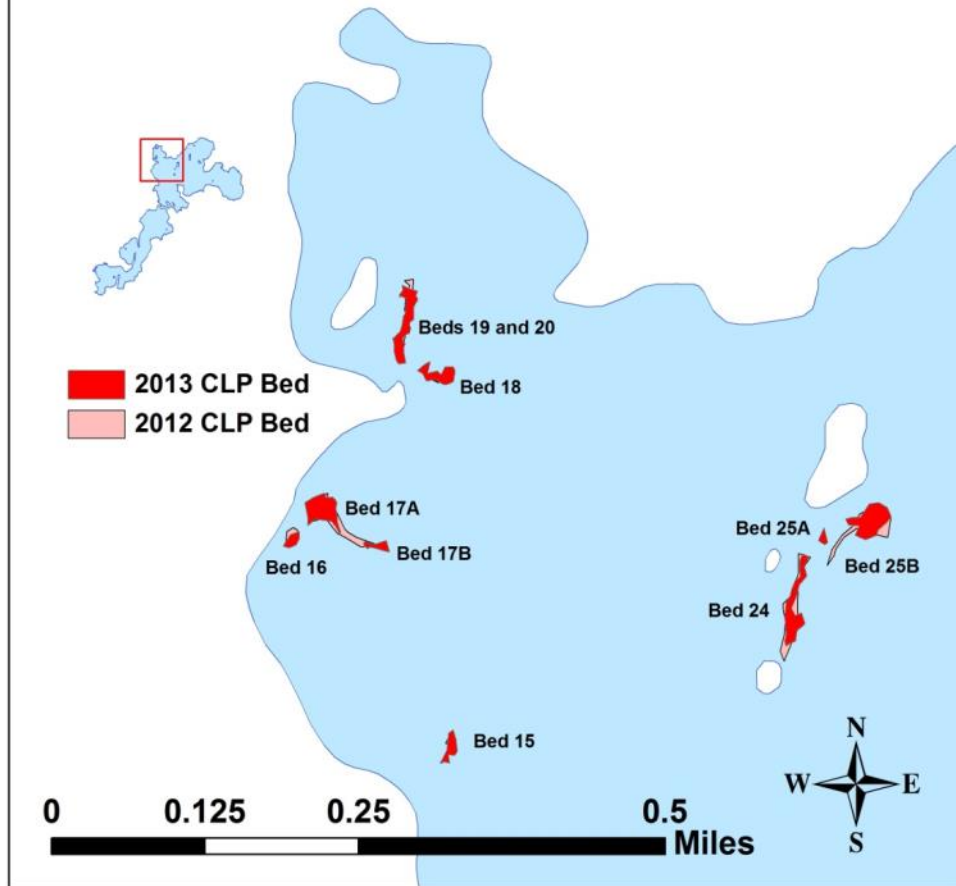 Beds 19 and 20
2013 CLP Bed
Bed 18
2012 CLP Bed
Bed 17A
Bed 25A
Bed 17B
Bed 16
Bed 25B
Bed 24
Bed 15
N
W E
S
0 0.125 0.25 0.5
Miles